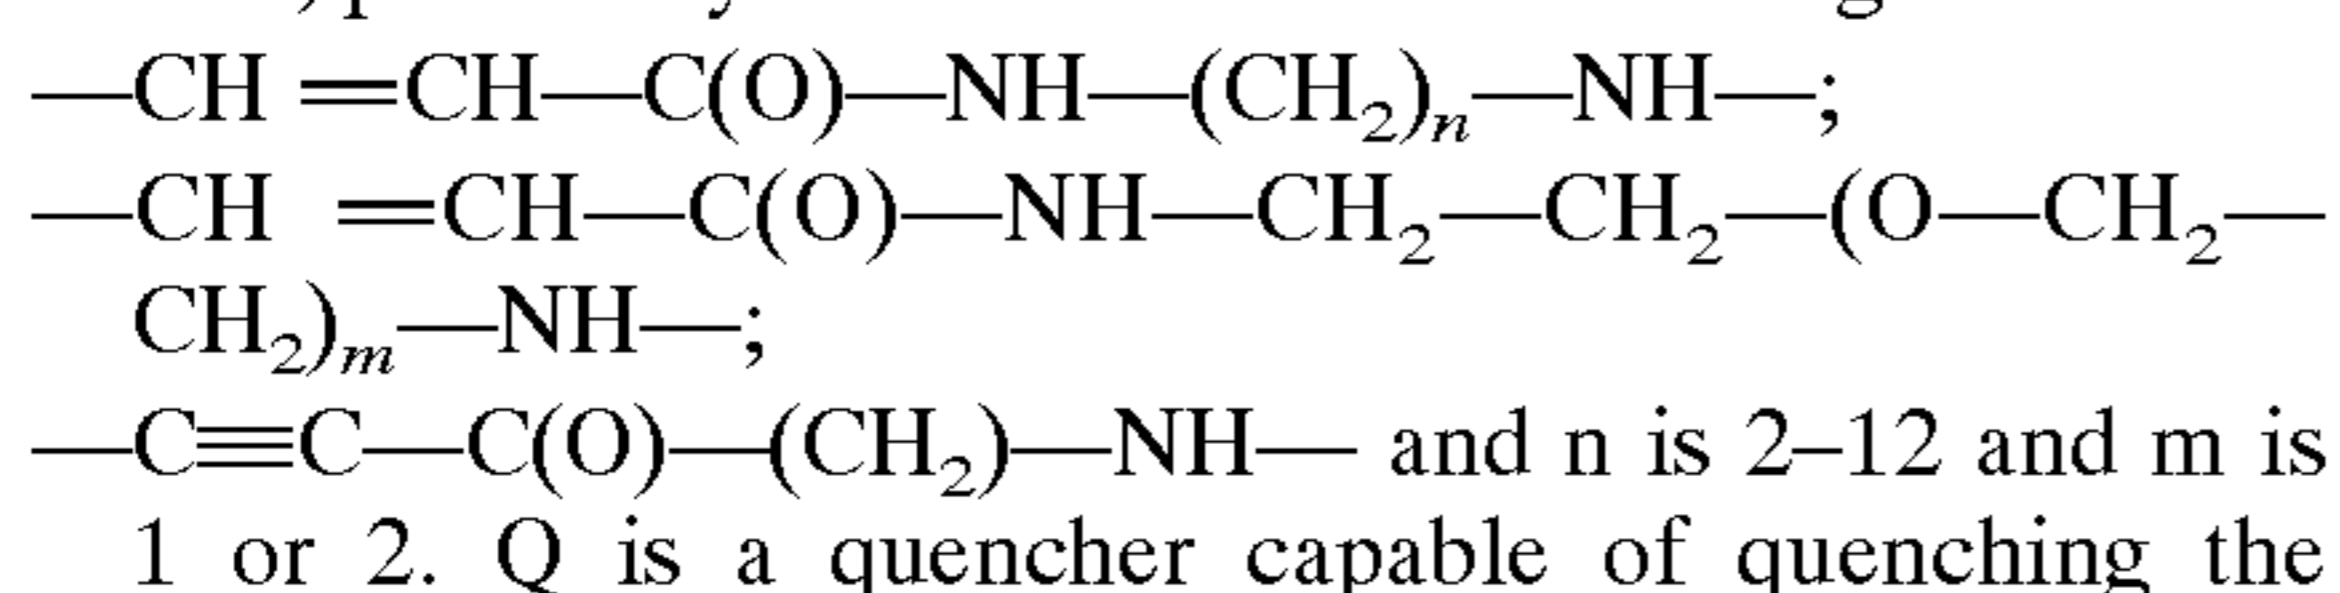 —CH=CH—C(O)—NH—(CH₂)ₙ—NH—;
—CH =CH—C(O)—NH—CH₂—CH₂—(O—CH₂—
CH₂)ₘ—NH—;
—C≡C—C(O)—(CH₂)—NH— and n is 2–12 and m is
1 or 2. Q is a quencher capable of quenching the